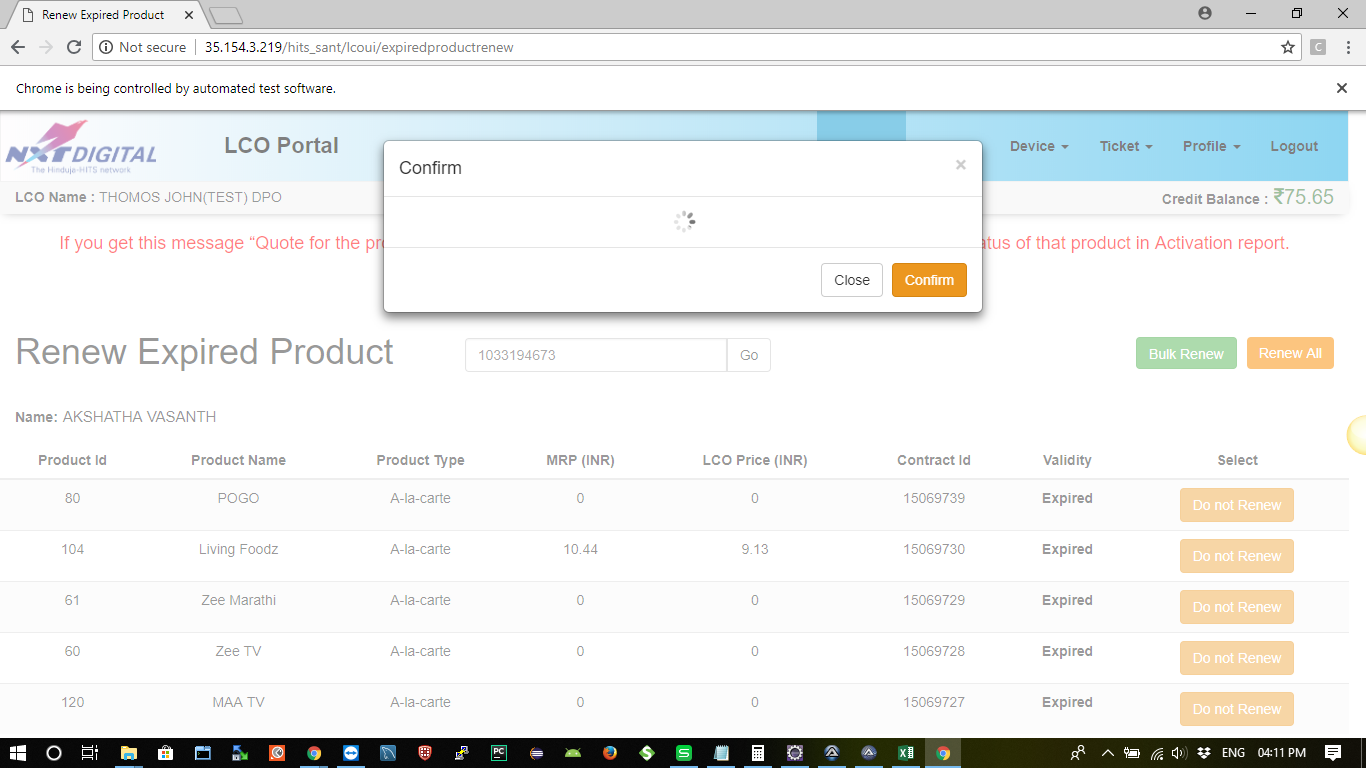 Renew Expired Product
Not secure 35.154.3.219/hits_sant/lcoui/expiredproductrenew
C
Chrome is being controlled by automated test software.
NXTDIGITAL
The Hinduja-HITS network
LCO Portal
Device Ticket Profile Logout
LCO Name : THOMOS JOHN(TEST) DPO
Credit Balance : ₹75.65
If you get this message “Quote for the of that product in Activation report.
Confirm
×
Close Confirm
Renew Expired Product 1033194673 Go Bulk Renew Renew All
Name: AKSHATHA VASANTH
Product Id Product Name Product Type MRP (INR) LCO Price (INR) Contract Id Validity Select
80 POGO A-la-carte 0 0 15069739 Expired Do not Renew
104 Living Foodz A-la-carte 10.44 9.13 15069730 Expired Do not Renew
61 Zee Marathi A-la-carte 0 0 15069729 Expired Do not Renew
60 Zee TV A-la-carte 0 0 15069728 Expired Do not Renew
120 MAA TV A-la-carte 0 0 15069727 Expired Do not Renew
ENG 04:11 PM